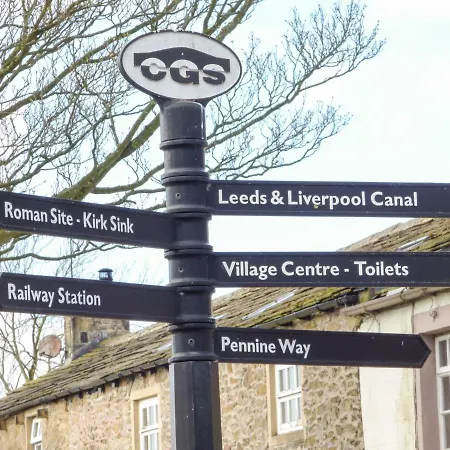 CGS
Leeds & Liverpool Canal
Roman Site - Kirk Sink
Village Centre - Toilets
Railway Station
Pennine Way